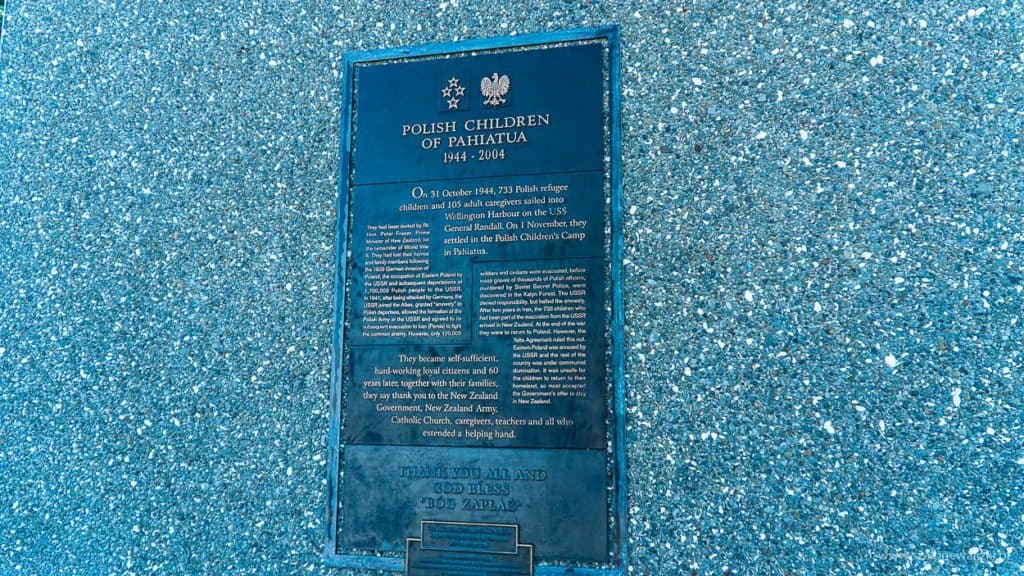 POLISH CHILDREN
OF PAHIATUA
1944 - 2004
On 31 October 1944, 733 Polish refugee
children and 105 adult caregivers sailed into
Wellington Harbour on the USS
General Randall. On 1 November, they
settled in the Polish Children's Camp
in Pahiatua.
They had been invited by Rt.
Hon. Peter Fraser, Prime
Minister of New Zealand, for
the remainder of World War
II. They had lost their homes
and family members following
the 1939 German invasion of
Poland, the occupation of Eastern Poland by
the USSR and subsequent deportations of
1,700,000 Polish people to the USSR.
In 1941, after being attacked by Germany, the
USSR joined the Allies, granted "amnesty" to
Polish deportees, allowed the formation of the
Polish Army in the USSR and agreed to its
subsequent evacuation to Iran (Persia) to fight
the common enemy. However, only 120,000
soldiers and civilians were evacuated, before
mass graves of thousands of Polish officers,
murdered by Soviet Secret Police, were
discovered in the Katyn Forest. The USSR
denied responsibility, but halted the amnesty.
After two years in Iran, the 733 children who
had been part of the evacuation from the USSR
arrived in New Zealand. At the end of the war
they were to return to Poland. However, the
Yalta Agreement ruled this out.
Eastern Poland was annexed by
the USSR and the rest of the
country was under communist
domination. It was unsafe for
the children to return to their
homeland, so most accepted
the Government's offer to stay
in New Zealand.
They became self-sufficient,
hard-working loyal citizens and 60
years later, together with their families,
they say thank you to the New Zealand
Government, New Zealand Army,
Catholic Church, caregivers, teachers and all who
extended a helping hand.
THANK YOU ALL AND
GOD BLESS
"BÓG ZAPŁAĆ"